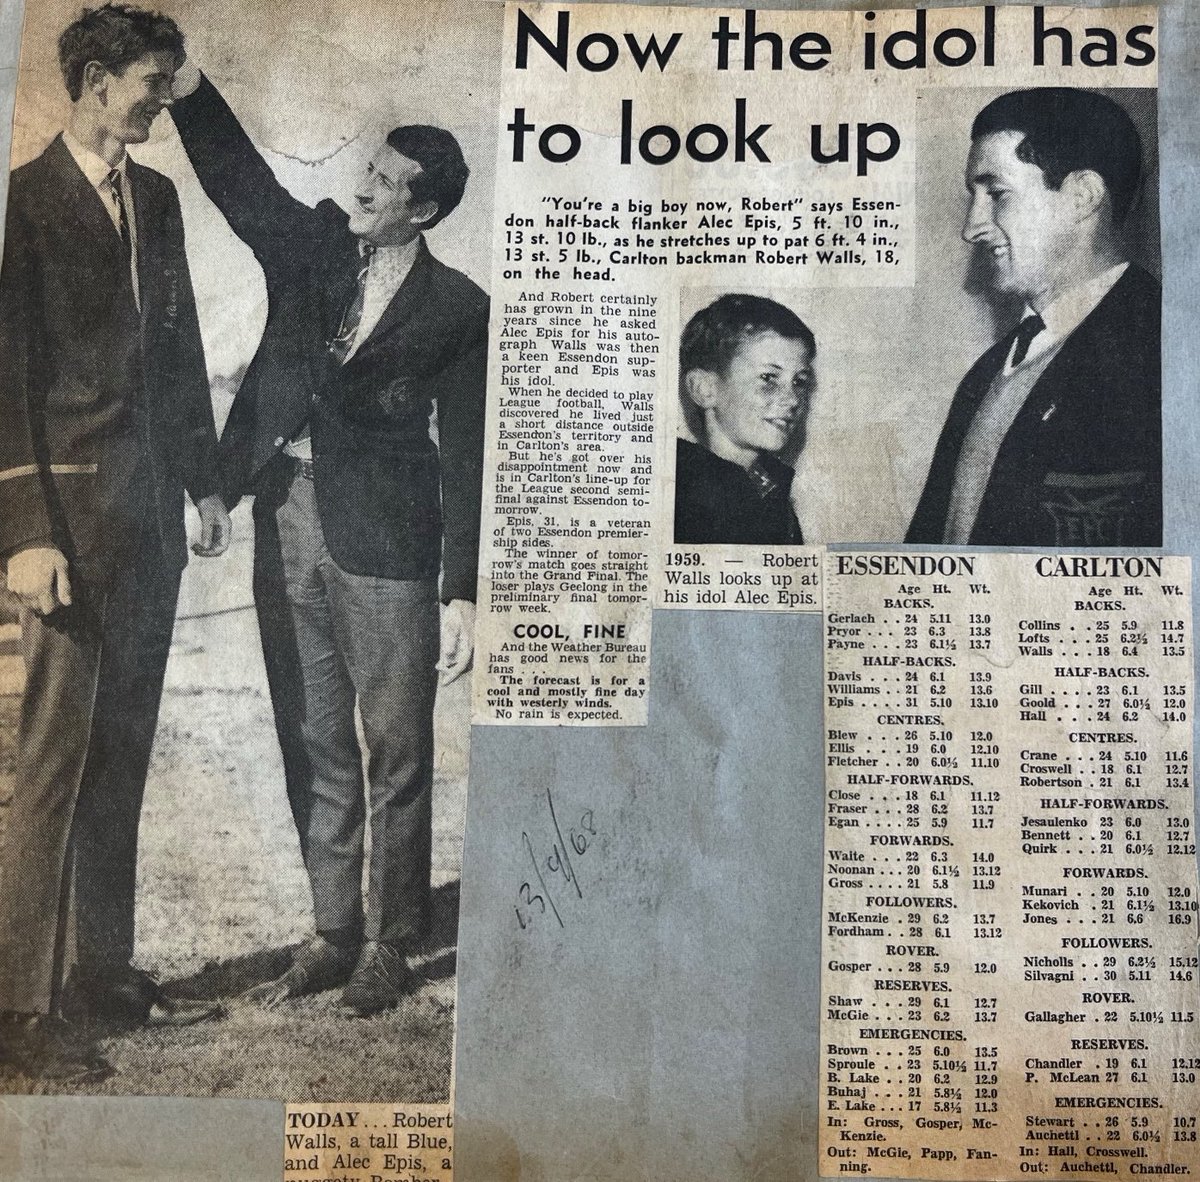 Now the idol has
to look up
"You're a big boy now, Robert" says Essen-
don half-back flanker Alec Epis, 5 ft. 10 in.,
13 st. 10 lb., as he stretches up to pat 6 ft. 4 in.,
13 st. 5 lb., Carlton backman Robert Walls, 18,
on the head.
And Robert certainly
has grown in the nine
years since he asked
Alec Epis for his auto-
graph Walls was then
a keen Essendon sup-
porter and Epis was
his idol.
When he decided to play
League football, Walls
discovered he lived just
a short distance outside
Essendon's territory and
in Carlton's area.
But he's got over his
disappointment now and
is in Carlton's line-up for
the League second semi-
final against Essendon to-
morrow.
Epis, 31, is a veteran
of two Essendon premier-
ship sides.
The winner of tomor-
row's match goes straight
into the Grand Final. The
loser plays Geelong in the
preliminary final tomor-
row week.
COOL, FINE
And the Weather Bureau
has good news for the
fans . . .
The forecast is for a
cool and mostly fine day
with westerly winds.
No rain is expected.
1959. — Robert
Walls looks up at
his idol Alec Epis.
13/9/68
TODAY . . . Robert
Walls, a tall Blue,
and Alec Epis, a
nuggety Bomber.
ESSENDON
Age Ht. Wt.
BACKS.
Gerlach . . 24 5.11 13.0
Pryor . . . 23 6.3 13.8
Payne . . . 23 6.1½ 13.7
HALF-BACKS.
Davis . . . 24 6.1 13.9
Williams . . 21 6.2 13.6
Epis . . . . 31 5.10 13.10
CENTRES.
Blew . . . 26 5.10 12.0
Ellis . . . 19 6.0 12.10
Fletcher . . 20 6.0½ 11.10
HALF-FORWARDS.
Close . . . 18 6.1 11.12
Fraser . . . 28 6.2 13.7
Egan . . . . 25 5.9 11.7
FORWARDS.
Waite . . . 22 6.3 14.0
Noonan . . . 20 6.1½ 13.12
Gross . . . . 21 5.8 11.9
FOLLOWERS.
McKenzie . 29 6.2 13.7
Fordham . . 28 6.1 13.12
ROVER.
Gosper . . . 28 5.9 12.0
RESERVES.
Shaw . . . 29 6.1 12.7
McGie . . . 23 6.2 13.7
EMERGENCIES.
Brown . . . 25 6.0 13.5
Sproule . . 23 5.10½ 11.7
B. Lake . . 20 6.2 12.9
Buhaj . . . 21 5.8½ 12.0
E. Lake . . . 17 5.8½ 11.3
In: Gross, Gosper, Mc-
Kenzie.
Out: McGie, Papp, Fan-
ning.
CARLTON
Age Ht. Wt.
BACKS.
Collins . . 25 5.9 11.8
Lofts . . . 25 6.2½ 14.7
Walls . . . 18 6.4 13.5
HALF-BACKS.
Gill . . . . 23 6.1 13.5
Goold . . . 27 6.0½ 12.0
Hall . . . 24 6.2 14.0
CENTRES.
Crane . . . 24 5.10 11.6
Croswell . . 18 6.1 12.7
Robertson . 21 6.1 13.4
HALF-FORWARDS.
Jesaulenko 23 6.0 13.0
Bennett . . 20 6.1 12.7
Quirk . . . 21 6.0½ 12.12
FORWARDS.
Munari . . 20 5.10 12.0
Kekovich . 21 6.1½ 13.10
Jones . . . 21 6.6 16.9
FOLLOWERS.
Nicholls . . 29 6.2½ 15.12
Silvagni . . 30 5.11 14.6
ROVER.
Gallagher . 22 5.10½ 11.5
RESERVES.
Chandler . 19 6.1 12.12
P. McLean 27 6.1 13.0
EMERGENCIES.
Stewart . . 26 5.9 10.7
Auchettl . . 22 6.0½ 13.8
In: Hall, Crosswell.
Out: Auchettl, Chandler.